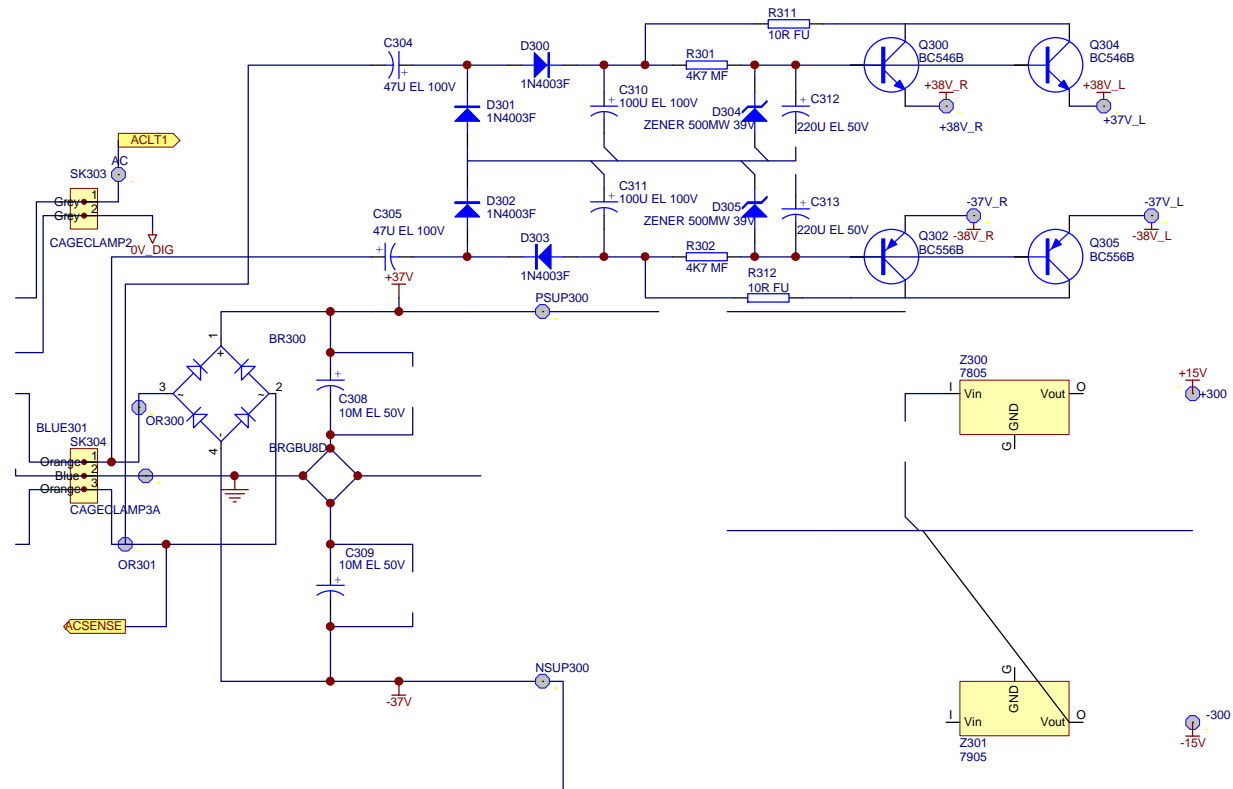 R311
10R FU
C304
47U EL 100V
D300
1N4003F
R301
4K7 MF
Q300
BC546B
Q304
BC546B
+38V_R
+38V_R
+38V_L
+37V_L
D301
1N4003F
C310
100U EL 100V
D304
ZENER 500MW 39V
C312
220U EL 50V
ACLT1
AC
SK303
Grey 1
Grey 2
CAGECLAMP2
0V_DIG
C305
47U EL 100V
D302
1N4003F
D303
1N4003F
C311
100U EL 100V
D305
ZENER 500MW 39V
C313
220U EL 50V
R302
4K7 MF
R312
10R FU
-37V_R
-38V_R
Q302
BC556B
-37V_L
-38V_L
Q305
BC556B
+37V
PSUP300
BR300
1
+
3
~
2
~
4
-
OR300
BRGBU8D
C308
10M EL 50V
BLUE301
SK304
Orange 1
Blue 2
Orange 3
CAGECLAMP3A
OR301
C309
10M EL 50V
ACSENSE
NSUP300
-37V
Z300
7805
I Vin Vout O
GND
G
+15V
+300
G
GND
I Vin Vout O
Z301
7905
-300
-15V